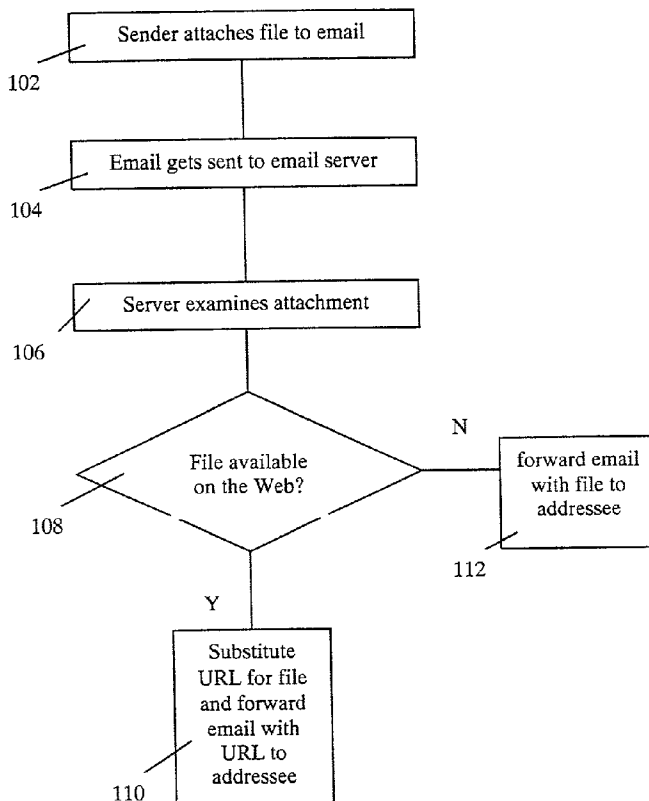 Sender attaches file to email
102
Email gets sent to email server
104
Server examines attachment
106
File available
on the Web?
108
N
forward email
with file to
addressee
112
Y
Substitute
URL for file
and forward
email with
URL to
addressee
110